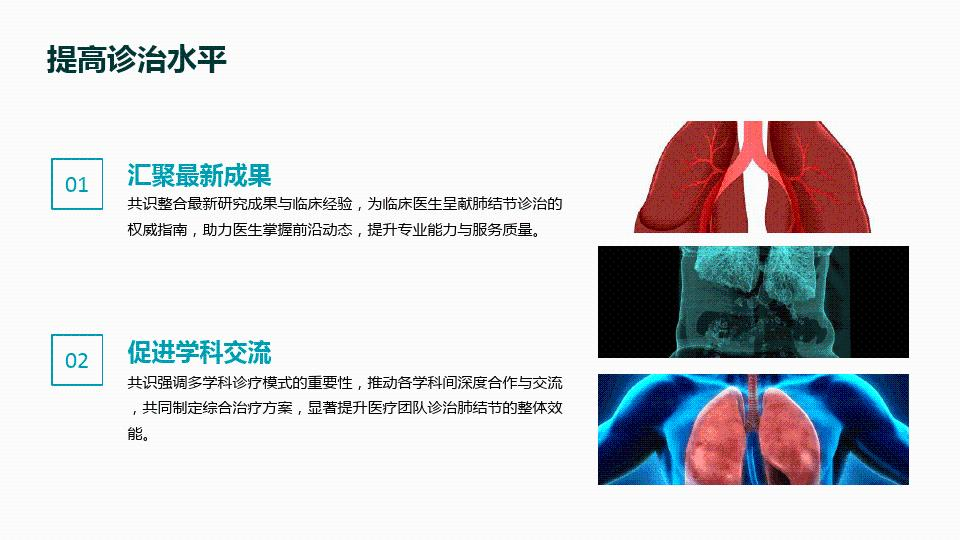 提高诊治水平
01
汇聚最新成果
共识整合最新研究成果与临床经验，为临床医生呈献肺结节诊治的
权威指南，助力医生掌握前沿动态，提升专业能力与服务质量。
02
促进学科交流
共识强调多学科诊疗模式的重要性，推动各学科间深度合作与交流
，共同制定综合治疗方案，显著提升医疗团队诊治肺结节的整体效
能。